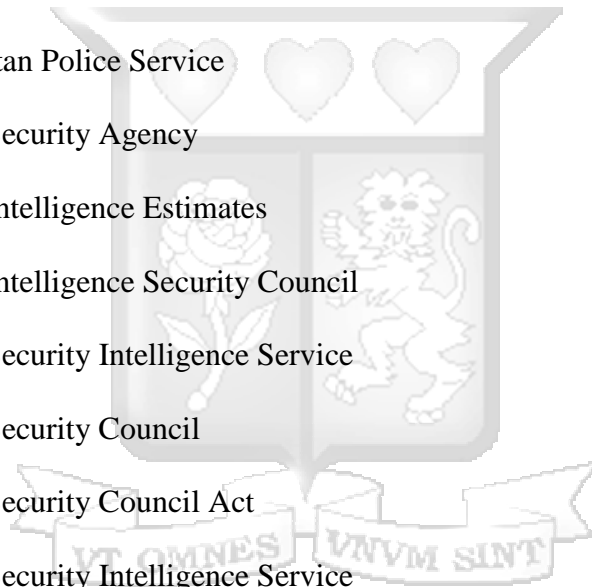 tan Police Service
ecurity Agency
ntelligence Estimates
ntelligence Security Council
ecurity Intelligence Service
ecurity Council
ecurity Council Act
VT OMNES VNVM SINT
ecurity Intelligence Service